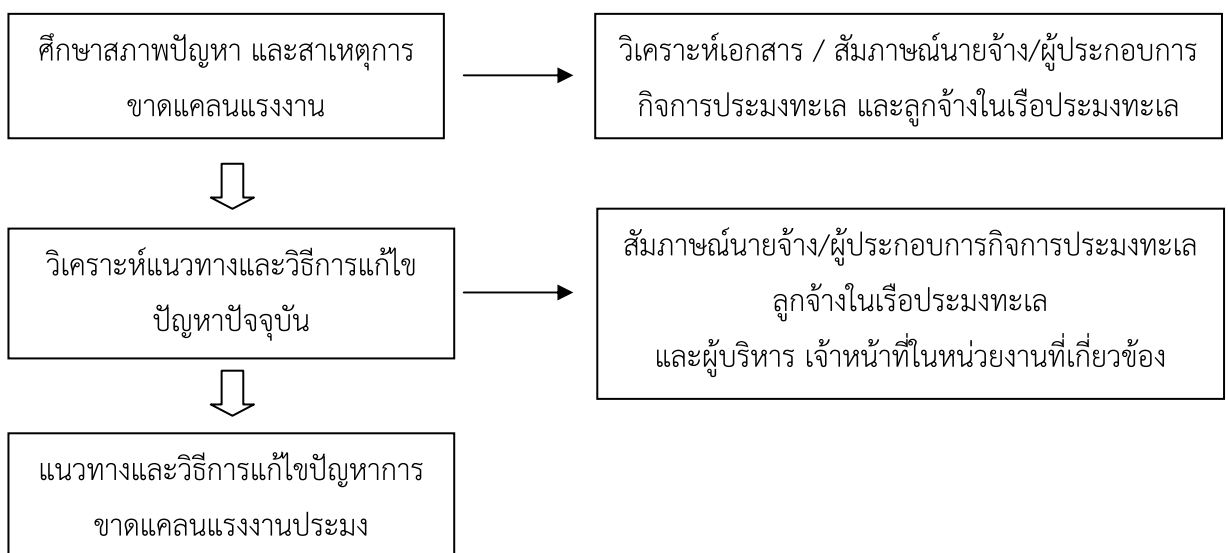 ศึกษาสภาพปัญหา และสาเหตุการ
ขาดแคลนแรงงาน
วิเคราะห์เอกสาร / สัมภาษณ์นายจ้าง/ผู้ประกอบการ
กิจการประมงทะเล และลูกจ้างในเรือประมงทะเล
วิเคราะห์แนวทางและวิธีการแก้ไข
ปัญหาปัจจุบัน
สัมภาษณ์นายจ้าง/ผู้ประกอบการกิจการประมงทะเล
ลูกจ้างในเรือประมงทะเล
และผู้บริหาร เจ้าหน้าที่ในหน่วยงานที่เกี่ยวข้อง
แนวทางและวิธีการแก้ไขปัญหาการ
ขาดแคลนแรงงานประมง